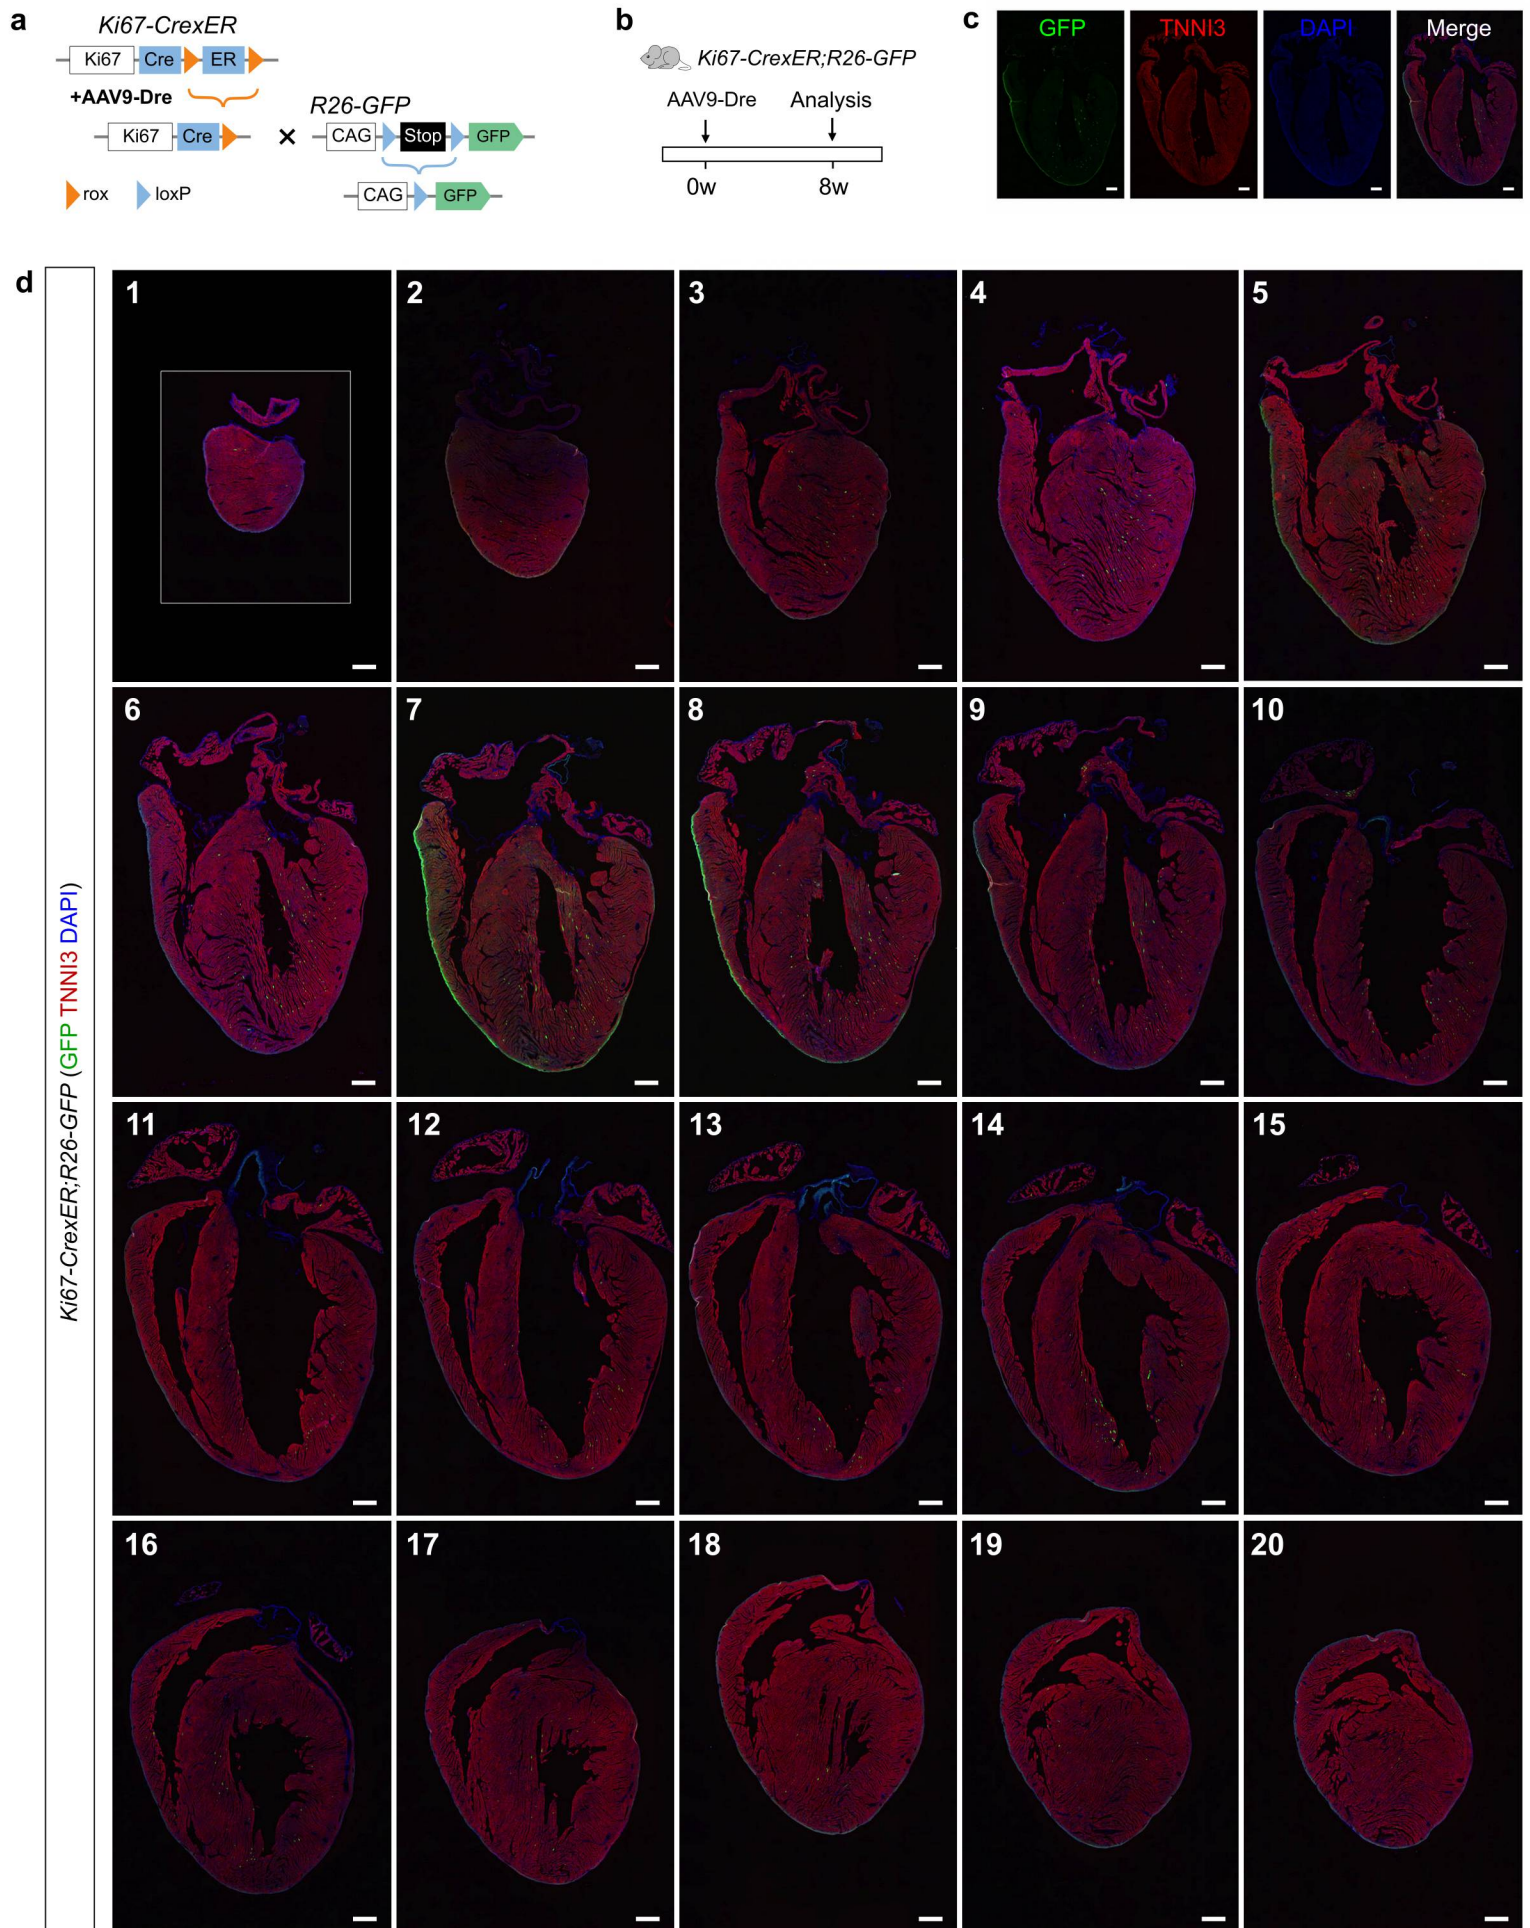 a
Ki67-CrexER
Ki67 Cre ER
+AAV9-Dre
R26-GFP
Ki67 Cre × CAG Stop GFP
rox loxP
CAG GFP
b
Ki67-CrexER;R26-GFP
AAV9-Dre Analysis
0w 8w
c
GFP TNNI3 DAPI Merge
d
Ki67-CrexER;R26-GFP (GFP TNNI3 DAPI)
1 2 3 4 5
6 7 8 9 10
11 12 13 14 15
16 17 18 19 20